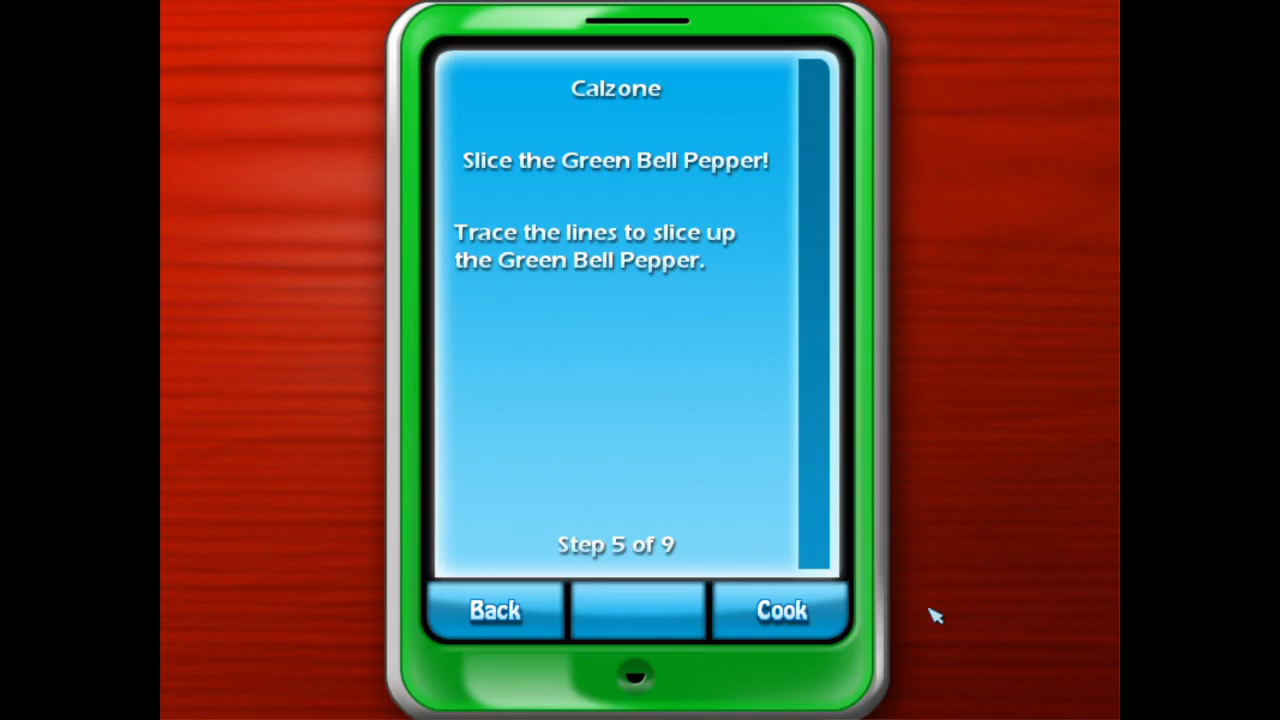 Calzone
Slice the Green Bell Pepper!
Trace the lines to slice up
the Green Bell Pepper.
Step 5 of 9
Back
Cook